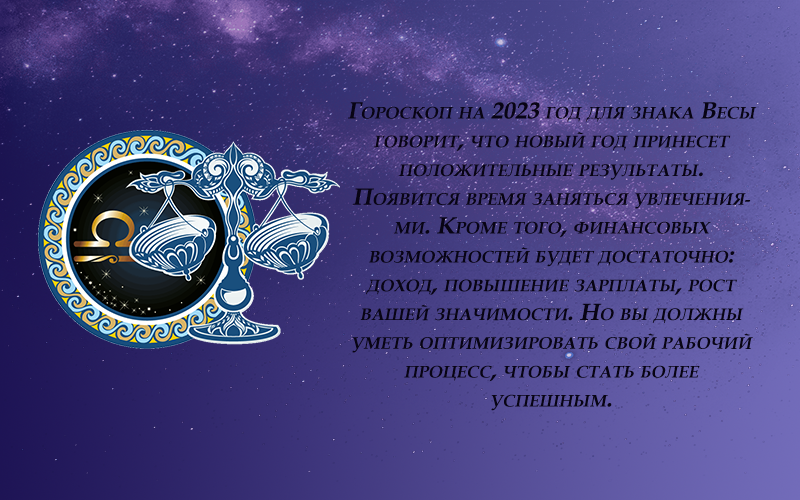 Гороскоп на 2023 год для знака Весы
говорит, что новый год принесет
положительные результаты.
Появится время заняться увлечения-
ми. Кроме того, финансовых
возможностей будет достаточно:
доход, повышение зарплаты, рост
вашей значимости. Но вы должны
уметь оптимизировать свой рабочий
процесс, чтобы стать более
успешным.